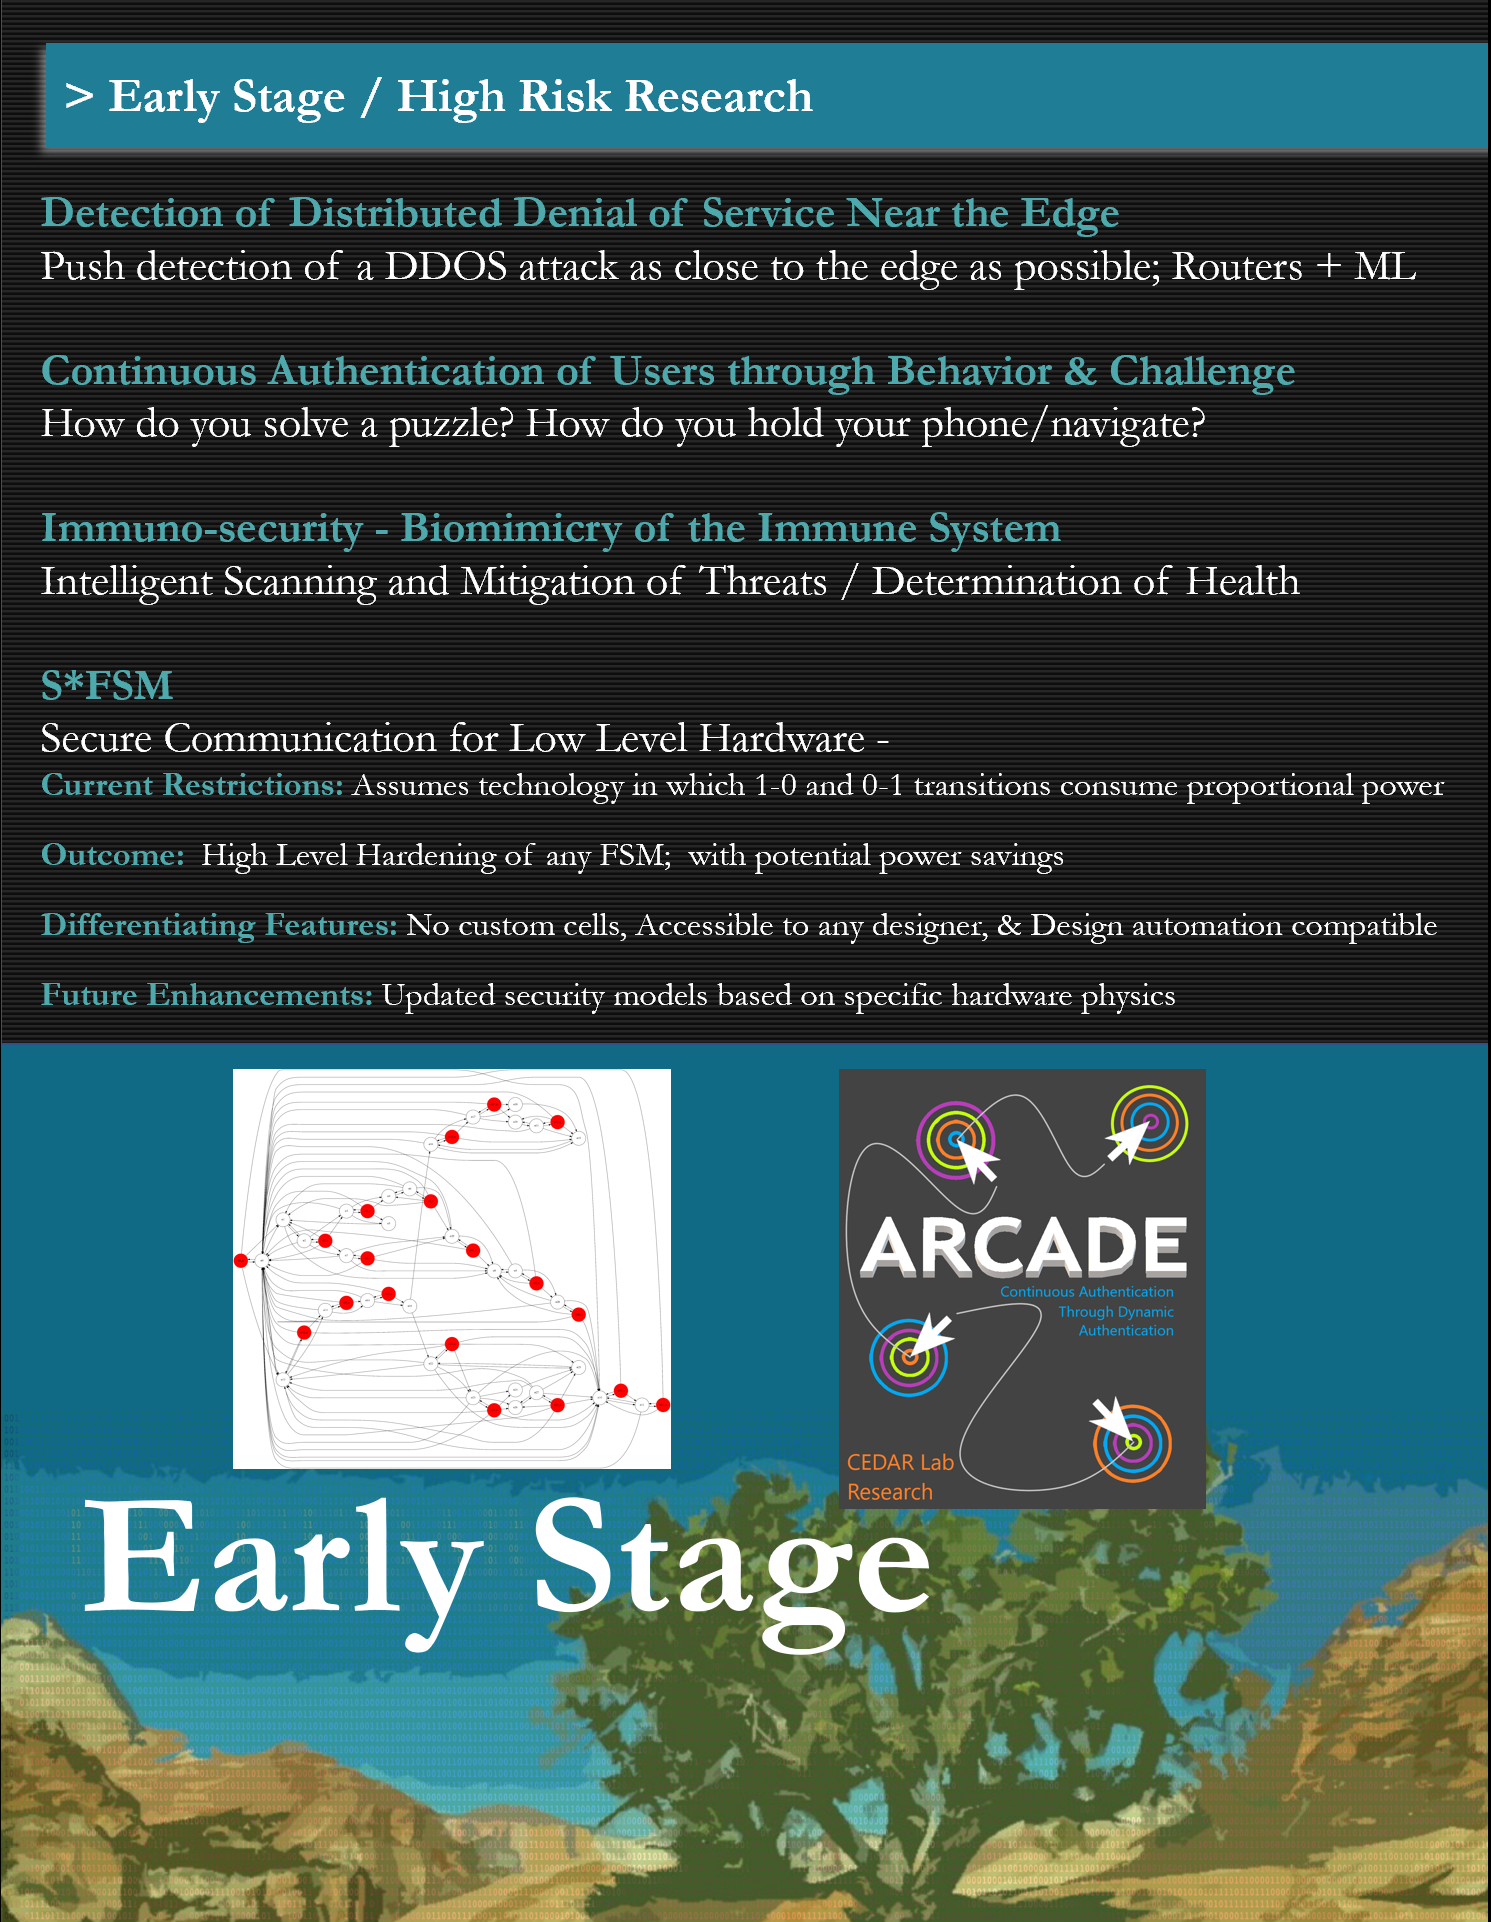 > Early Stage / High Risk Research
Detection of Distributed Denial of Service Near the Edge
Push detection of a DDOS attack as close to the edge as possible; Routers + ML
Continuous Authentication of Users through Behavior & Challenge
How do you solve a puzzle? How do you hold your phone/navigate?
Immuno-security - Biomimicry of the Immune System
Intelligent Scanning and Mitigation of Threats / Determination of Health
S*FSM
Secure Communication for Low Level Hardware -
Current Restrictions: Assumes technology in which 1-0 and 0-1 transitions consume proportional power
Outcome: High Level Hardening of any FSM; with potential power savings
Differentiating Features: No custom cells, Accessible to any designer, & Design automation compatible
Future Enhancements: Updated security models based on specific hardware physics
ARCADE
Continuous Authentication
Through Dynamic
Authentication
CEDAR Lab
Research
Early Stage